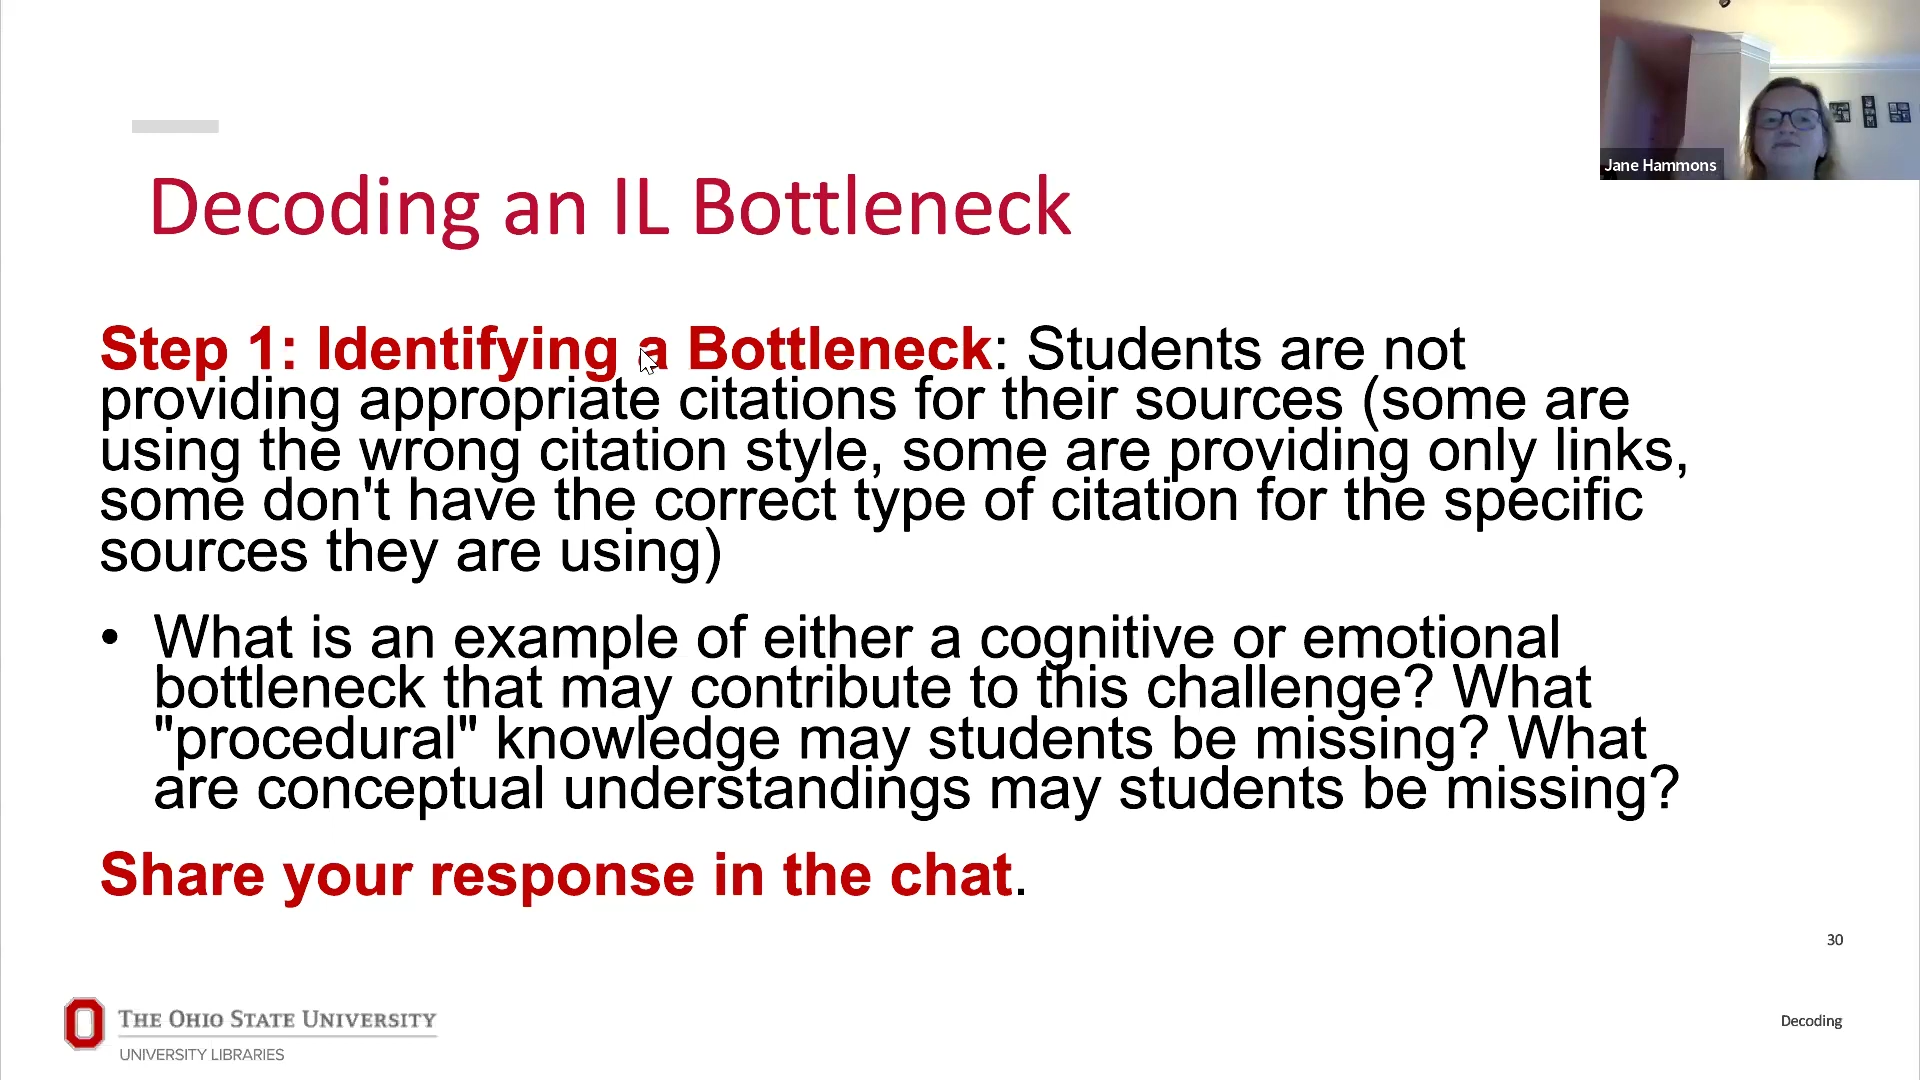 Jane Hammons
Decoding an IL Bottleneck
Step 1: Identifying a Bottleneck: Students are not
providing appropriate citations for their sources (some are
using the wrong citation style, some are providing only links,
some don't have the correct type of citation for the specific
sources they are using)
• What is an example of either a cognitive or emotional
bottleneck that may contribute to this challenge? What
"procedural" knowledge may students be missing? What
are conceptual understandings may students be missing?
Share your response in the chat.
30
THE OHIO STATE UNIVERSITY
UNIVERSITY LIBRARIES
Decoding